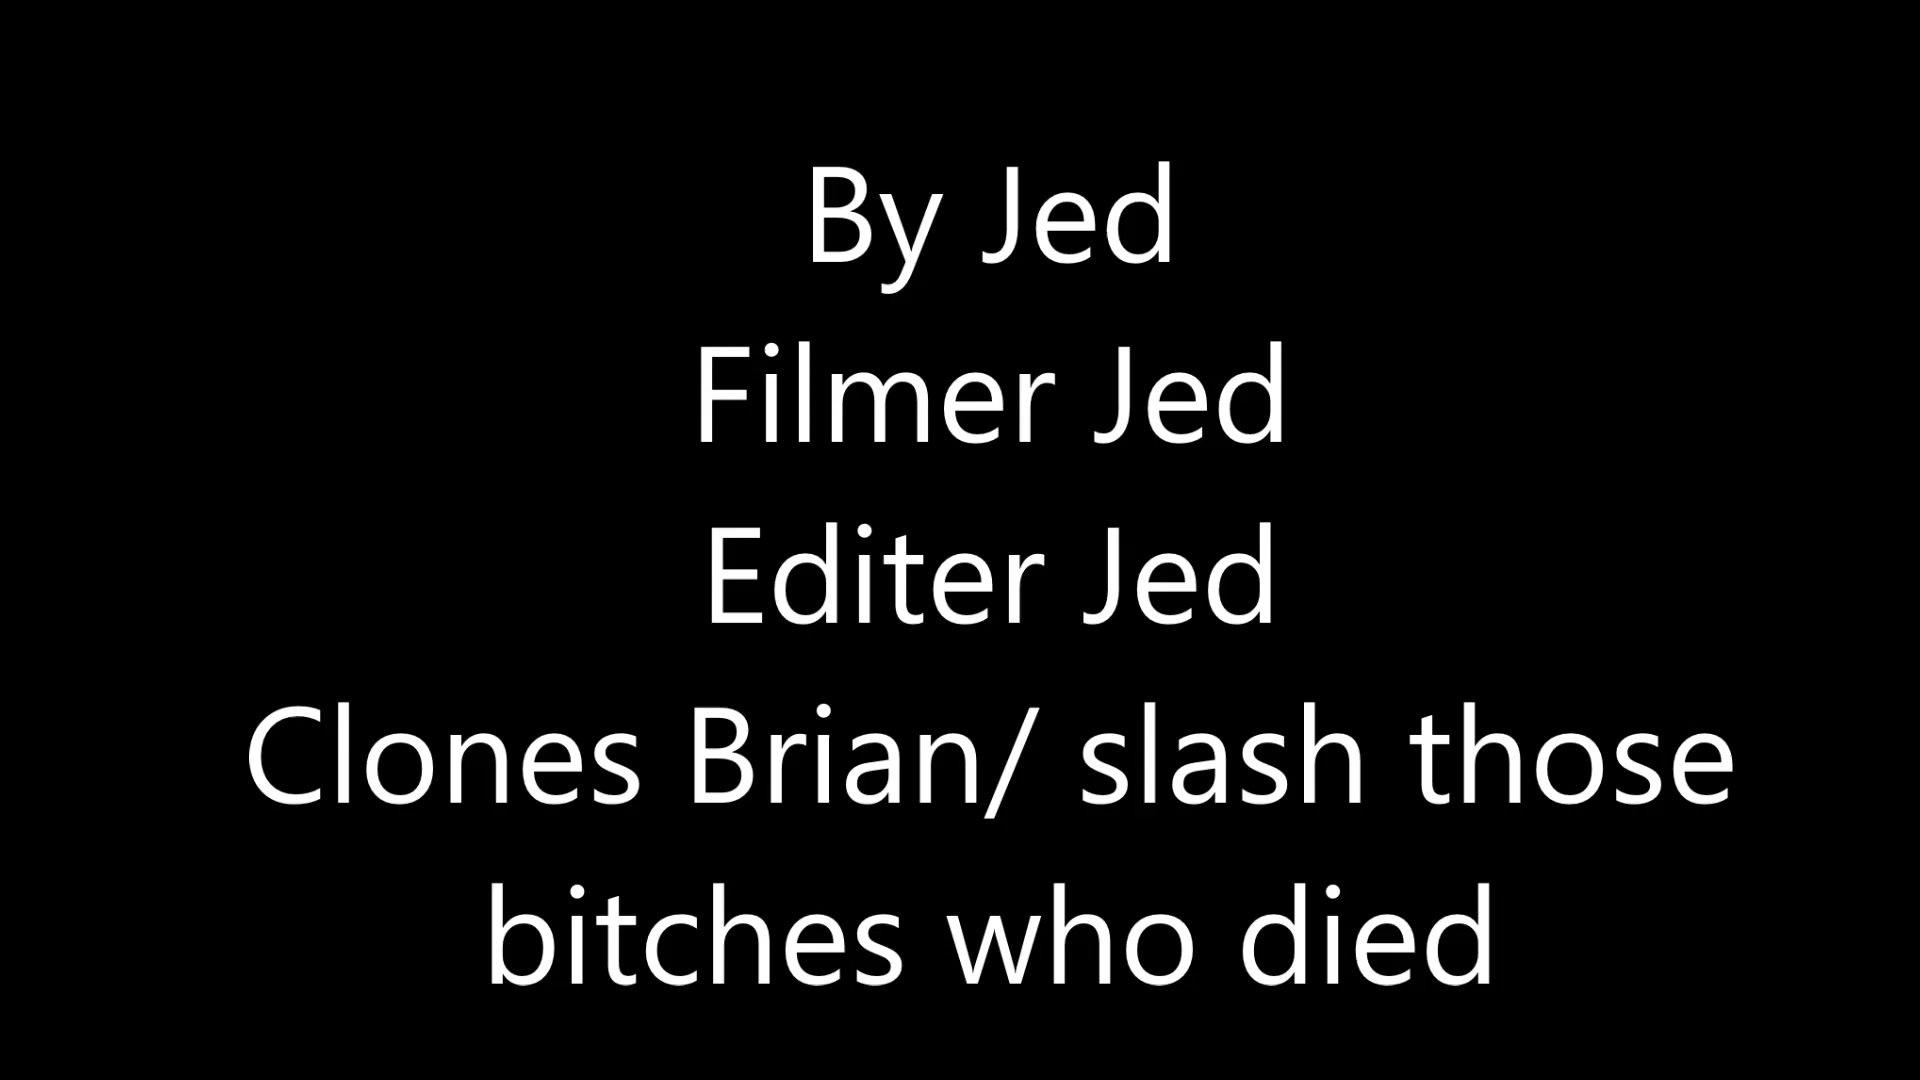 By Jed
Filmer Jed
Editer Jed
Clones Brian/ slash those
bitches who died